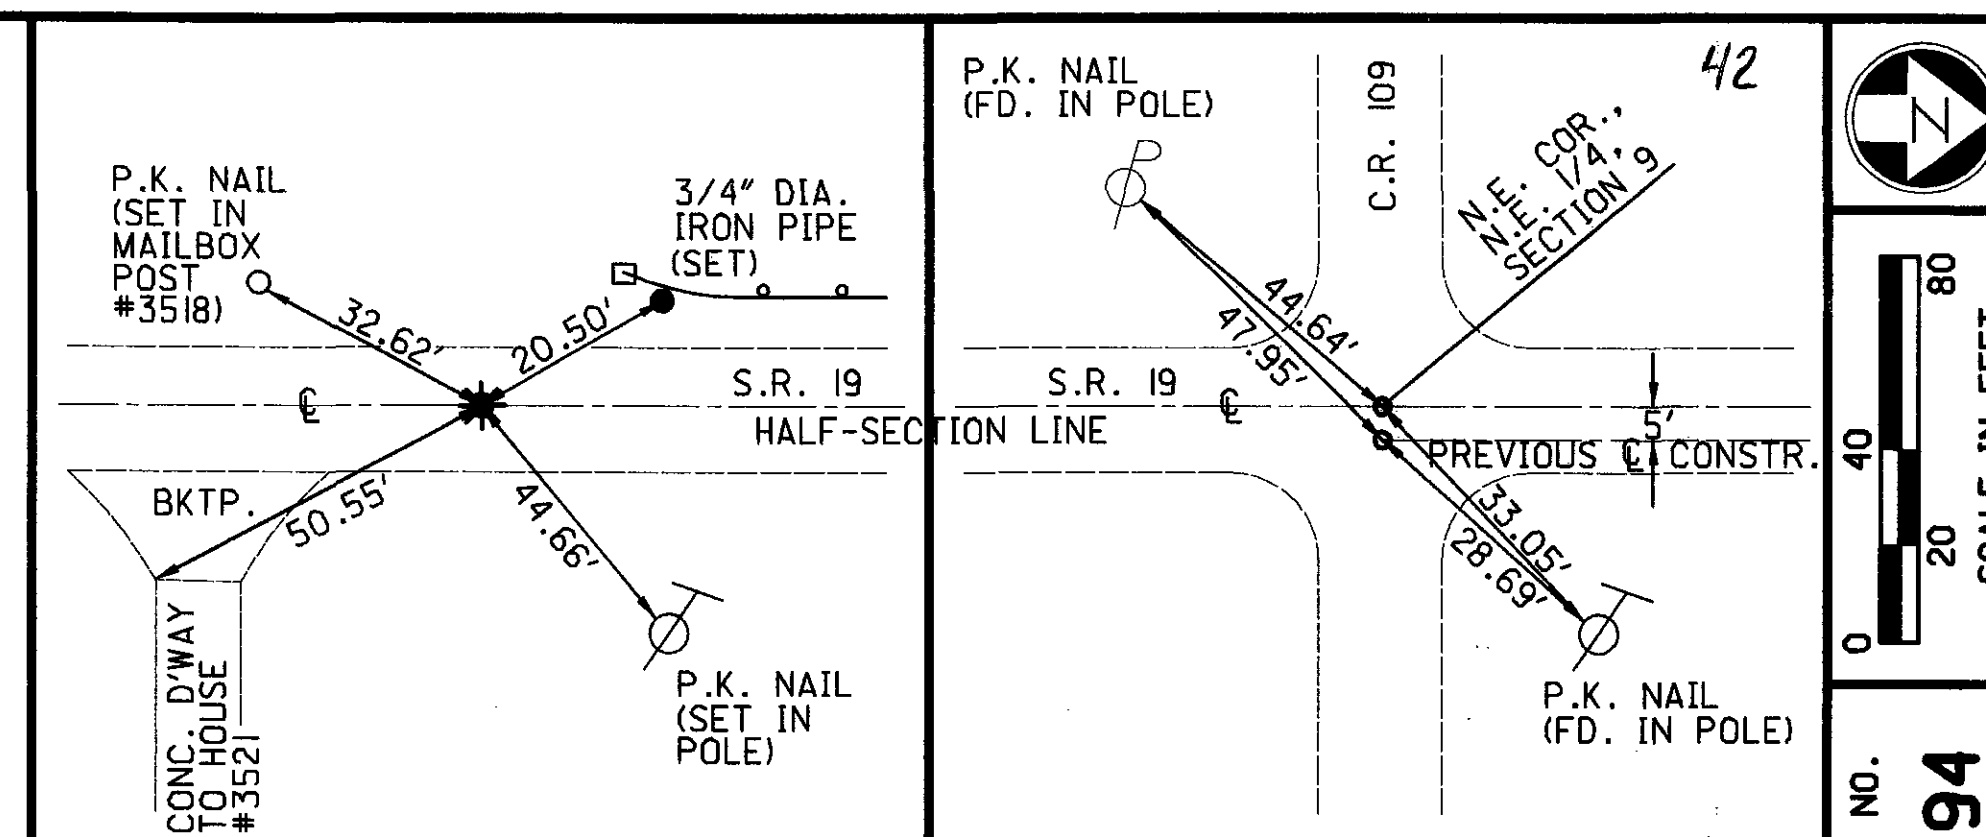 P.K. NAIL
(SET IN
MAILBOX
POST
#3518)
3/4" DIA.
IRON PIPE
(SET)
32.62'
20.50'
S.R. 19
℄
HALF-SECTION LINE
BKTP.
50.55'
44.66'
CONC. D'WAY
TO HOUSE
#3521
P.K. NAIL
(SET IN
POLE)
P.K. NAIL
(FD. IN POLE)
C.R. 109
42
N.E. COR.,
N.E. 1/4,
SECTION 9
44.64'
47.95'
S.R. 19
℄
5'
PREVIOUS ℄ CONSTR.
33.05'
28.69'
P.K. NAIL
(FD. IN POLE)
N
80
40
20
0
SCALE IN FEET
NO.
94